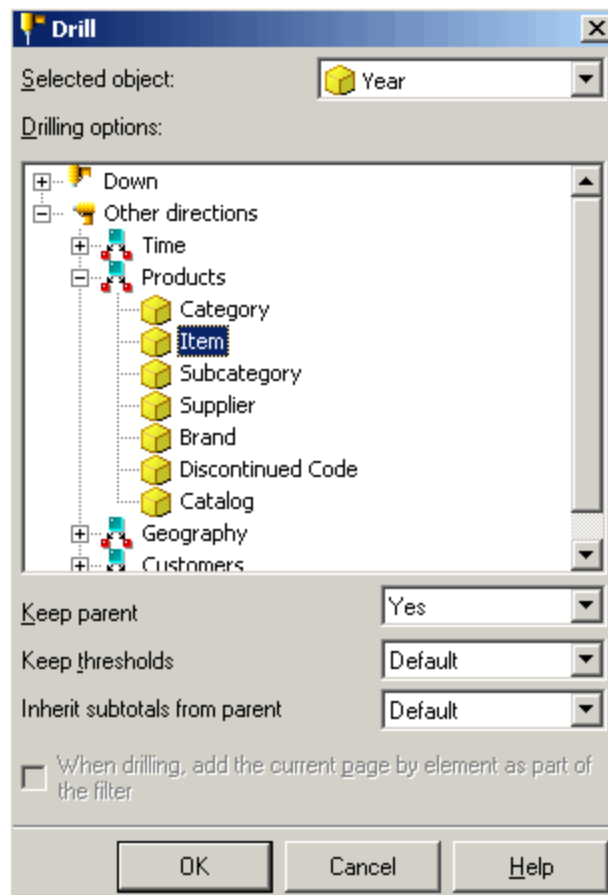 Drill
Selected object: Year
Drilling options:
Down
Other directions
Time
Products
Category
Item
Subcategory
Supplier
Brand
Discontinued Code
Catalog
Geography
Customers
Keep parent Yes
Keep thresholds Default
Inherit subtotals from parent Default
When drilling, add the current page by element as part of
the filter
OK Cancel Help